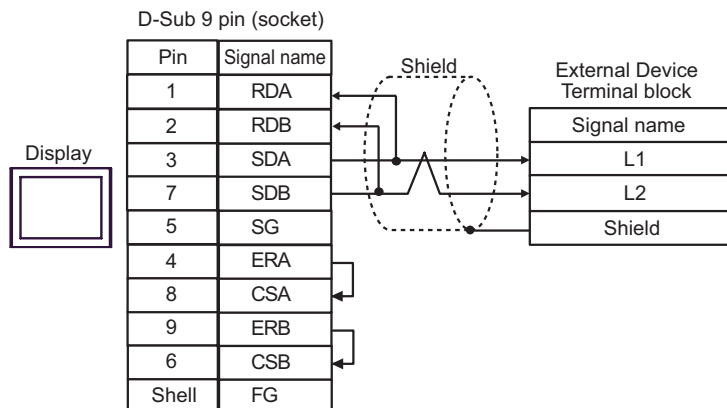 D-Sub 9 pin (socket)
Pin Signal name
1 RDA
2 RDB
3 SDA
7 SDB
5 SG
4 ERA
8 CSA
9 ERB
6 CSB
Shell FG
Display
Shield
External Device
Terminal block
Signal name
L1
L2
Shield